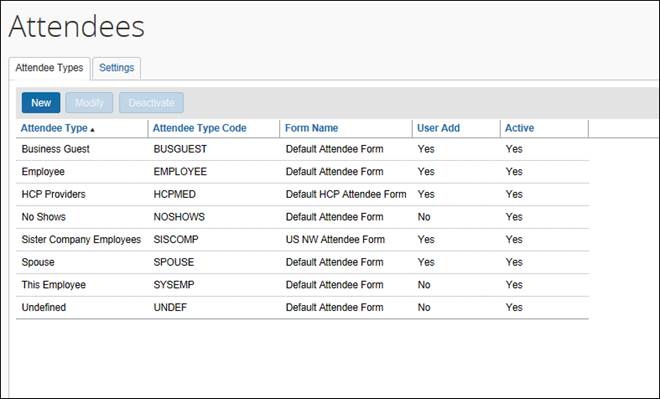 Attendees
Attendee Types Settings
New Modify Deactivate
Attendee Type Attendee Type Code Form Name User Add Active
Business Guest BUSGUEST Default Attendee Form Yes Yes
Employee EMPLOYEE Default Attendee Form Yes Yes
HCP Providers HCPMED Default HCP Attendee Form Yes Yes
No Shows NOSHOWS Default Attendee Form No Yes
Sister Company Employees SISCOMP US NW Attendee Form Yes Yes
Spouse SPOUSE Default Attendee Form Yes Yes
This Employee SYSEMP Default Attendee Form No Yes
Undefined UNDEF Default Attendee Form No Yes